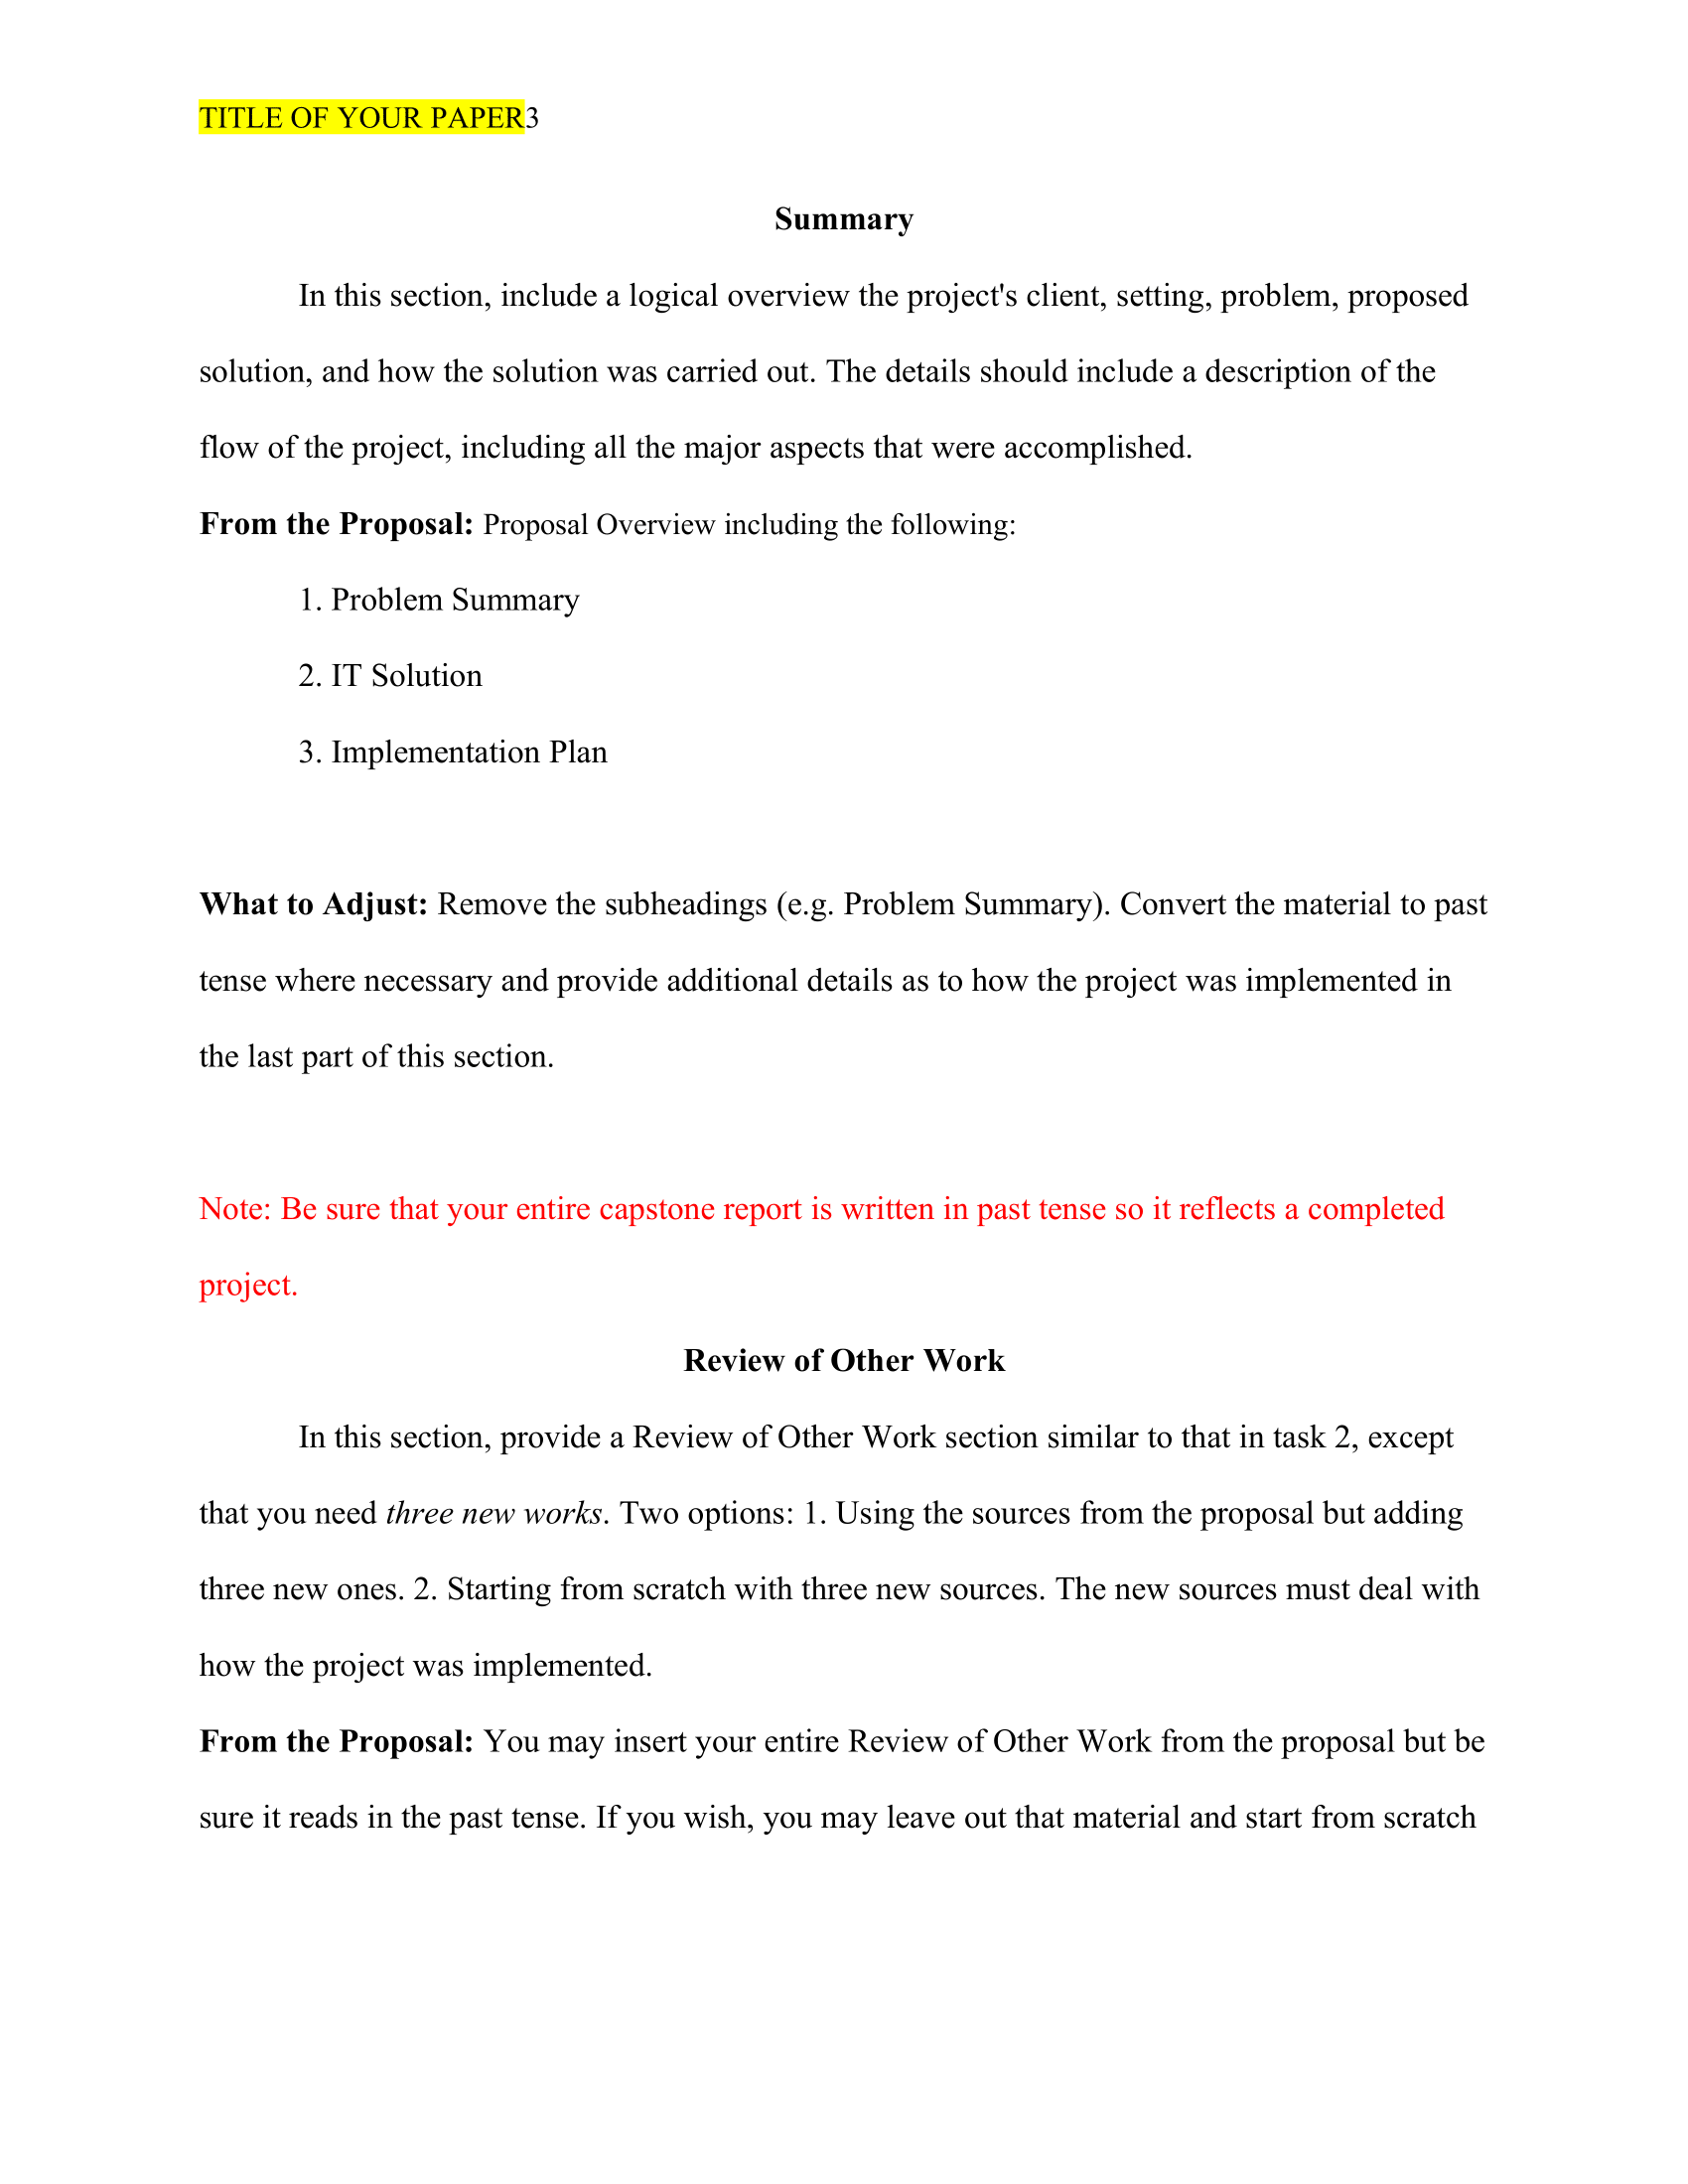 TITLE OF YOUR PAPER3
Summary
In this section, include a logical overview the project's client, setting, problem, proposed
solution, and how the solution was carried out. The details should include a description of the
flow of the project, including all the major aspects that were accomplished.
From the Proposal: Proposal Overview including the following:
1. Problem Summary
2. IT Solution
3. Implementation Plan
What to Adjust: Remove the subheadings (e.g. Problem Summary). Convert the material to past
tense where necessary and provide additional details as to how the project was implemented in
the last part of this section.
Note: Be sure that your entire capstone report is written in past tense so it reflects a completed
project.
Review of Other Work
In this section, provide a Review of Other Work section similar to that in task 2, except
that you need three new works. Two options: 1. Using the sources from the proposal but adding
three new ones. 2. Starting from scratch with three new sources. The new sources must deal with
how the project was implemented.
From the Proposal: You may insert your entire Review of Other Work from the proposal but be
sure it reads in the past tense. If you wish, you may leave out that material and start from scratch